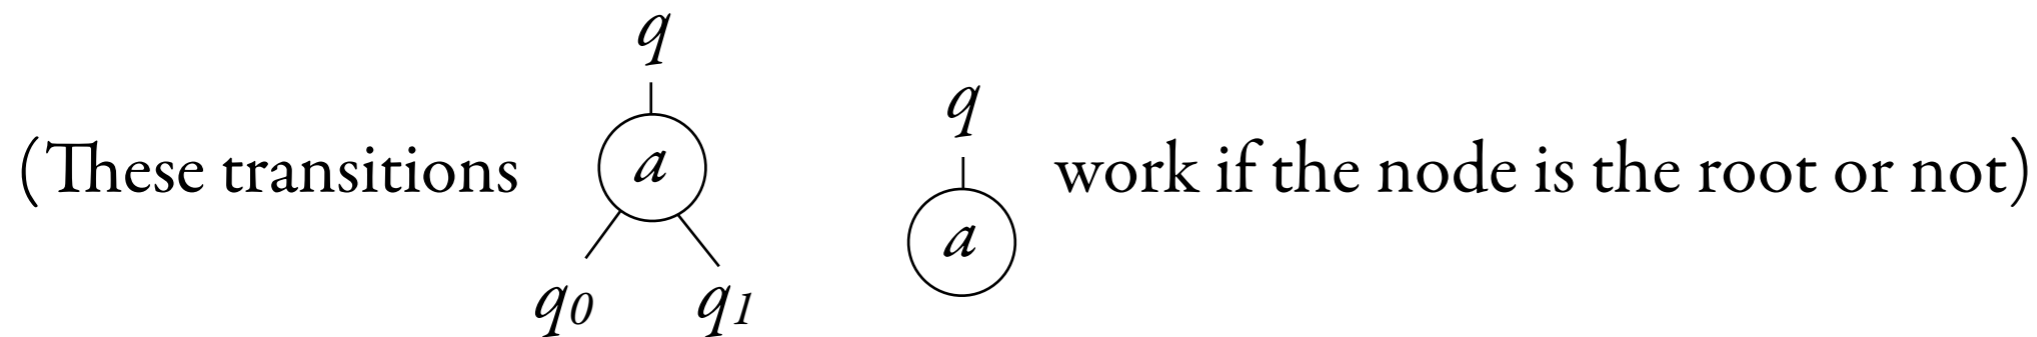 q
q
(These transitions a a work if the node is the root or not)
q0 q1